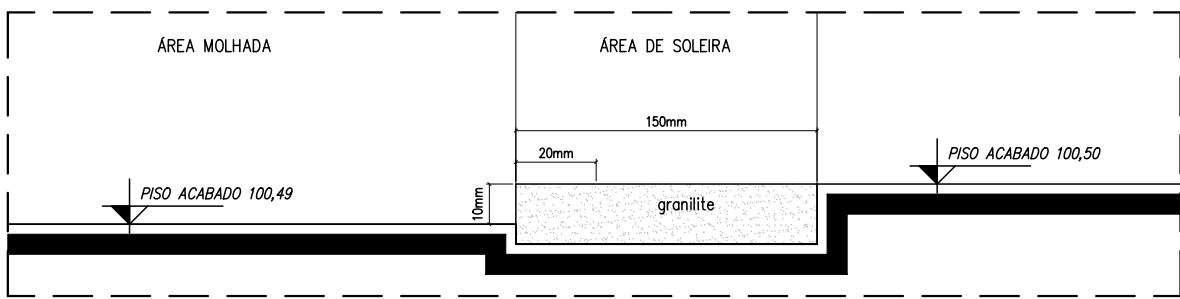 ÁREA MOLHADA
ÁREA DE SOLEIRA
150mm
20mm
PISO ACABADO 100,50
PISO ACABADO 100,49
10mm
granilite